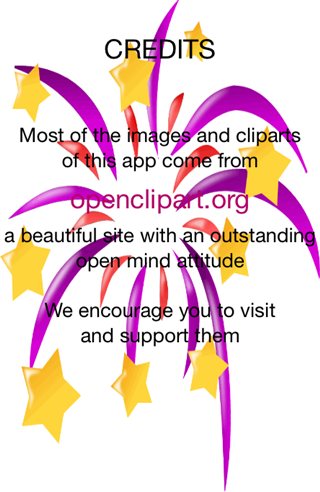 CREDITS
Most of the images and cliparts
of this app come from
openclipart.org
a beautiful site with an outstanding
open mind attitude
We encourage you to visit
and support them